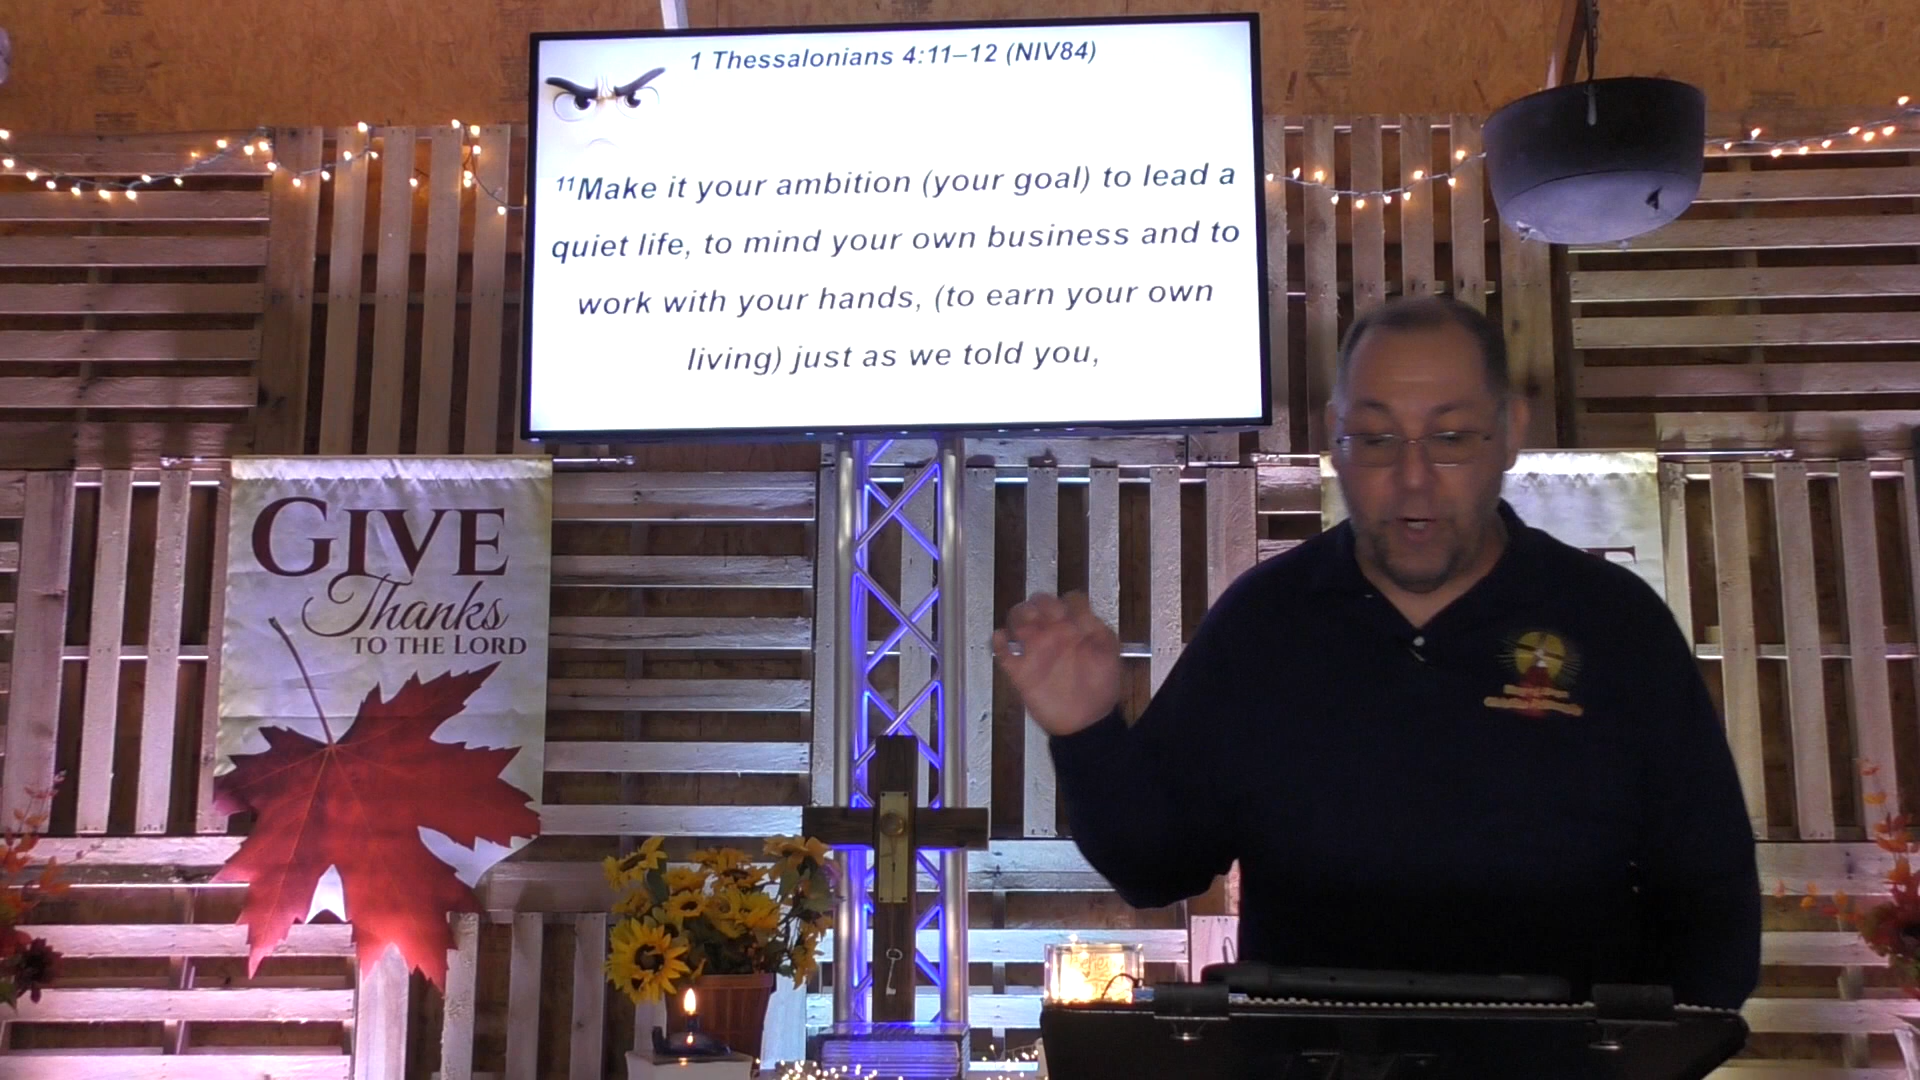 1 Thessalonians 4:11–12 (NIV84)
¹¹Make it your ambition (your goal) to lead a
quiet life, to mind your own business and to
work with your hands, (to earn your own
living) just as we told you,
GIVE
Thanks
TO THE LORD